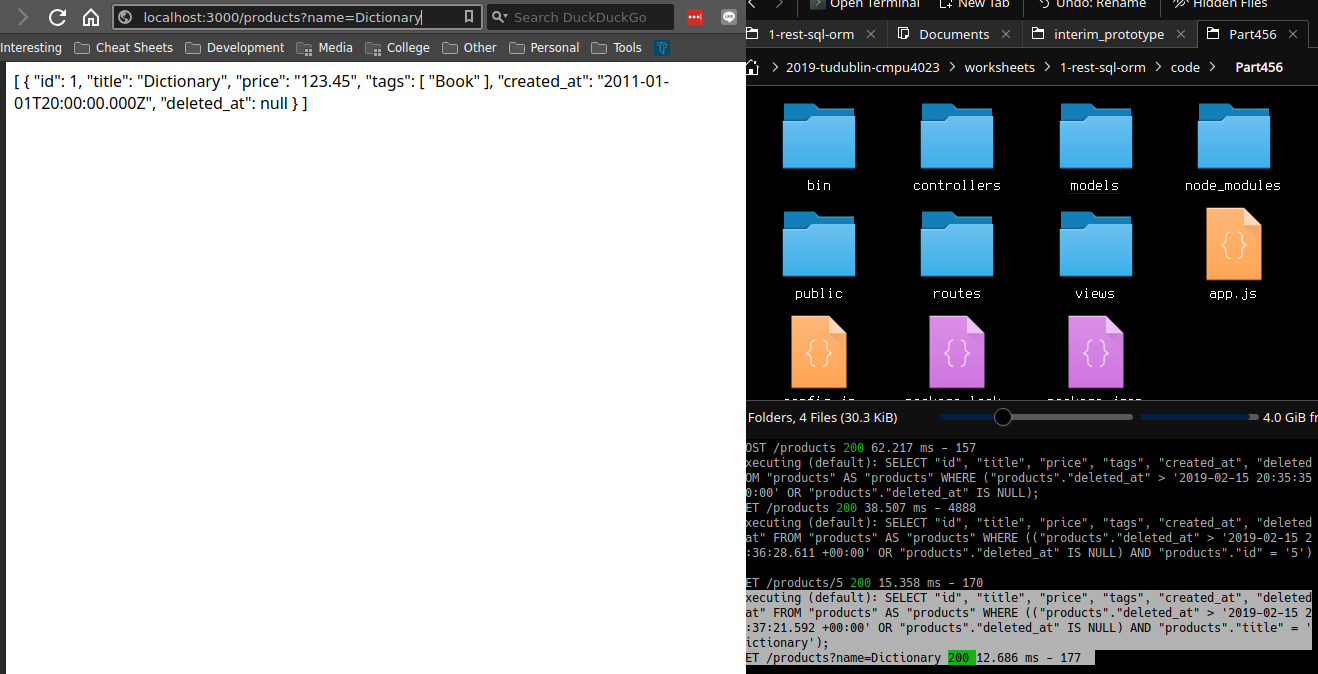 localhost:3000/products?name=Dictionary
Search DuckDuckGo
Interesting Cheat Sheets Development Media College Other Personal Tools
[ { "id": 1, "title": "Dictionary", "price": "123.45", "tags": [ "Book" ], "created_at": "2011-01-
01T20:00:00.000Z", "deleted_at": null } ]
Open Terminal New Tab Undo: Rename Hidden Files
1-rest-sql-orm Documents interim_prototype Part456
2019-tudublin-cmpu4023 worksheets 1-rest-sql-orm code Part456
bin controllers models node_modules
public routes views app.js
Folders, 4 Files (30.3 KiB) 4.0 GiB fr
OST /products 200 62.217 ms - 157
xecuting (default): SELECT "id", "title", "price", "tags", "created_at", "deleted
OM "products" AS "products" WHERE ("products"."deleted_at" > '2019-02-15 20:35:35
0:00' OR "products"."deleted_at" IS NULL);
ET /products 200 38.507 ms - 4888
xecuting (default): SELECT "id", "title", "price", "tags", "created_at", "deleted
at" FROM "products" AS "products" WHERE (("products"."deleted_at" > '2019-02-15 2
:36:28.611 +00:00' OR "products"."deleted_at" IS NULL) AND "products"."id" = '5')
ET /products/5 200 15.358 ms - 170
xecuting (default): SELECT "id", "title", "price", "tags", "created_at", "deleted
at" FROM "products" AS "products" WHERE (("products"."deleted_at" > '2019-02-15 2
:37:21.592 +00:00' OR "products"."deleted_at" IS NULL) AND "products"."title" = '
ictionary');
ET /products?name=Dictionary 200 12.686 ms - 177